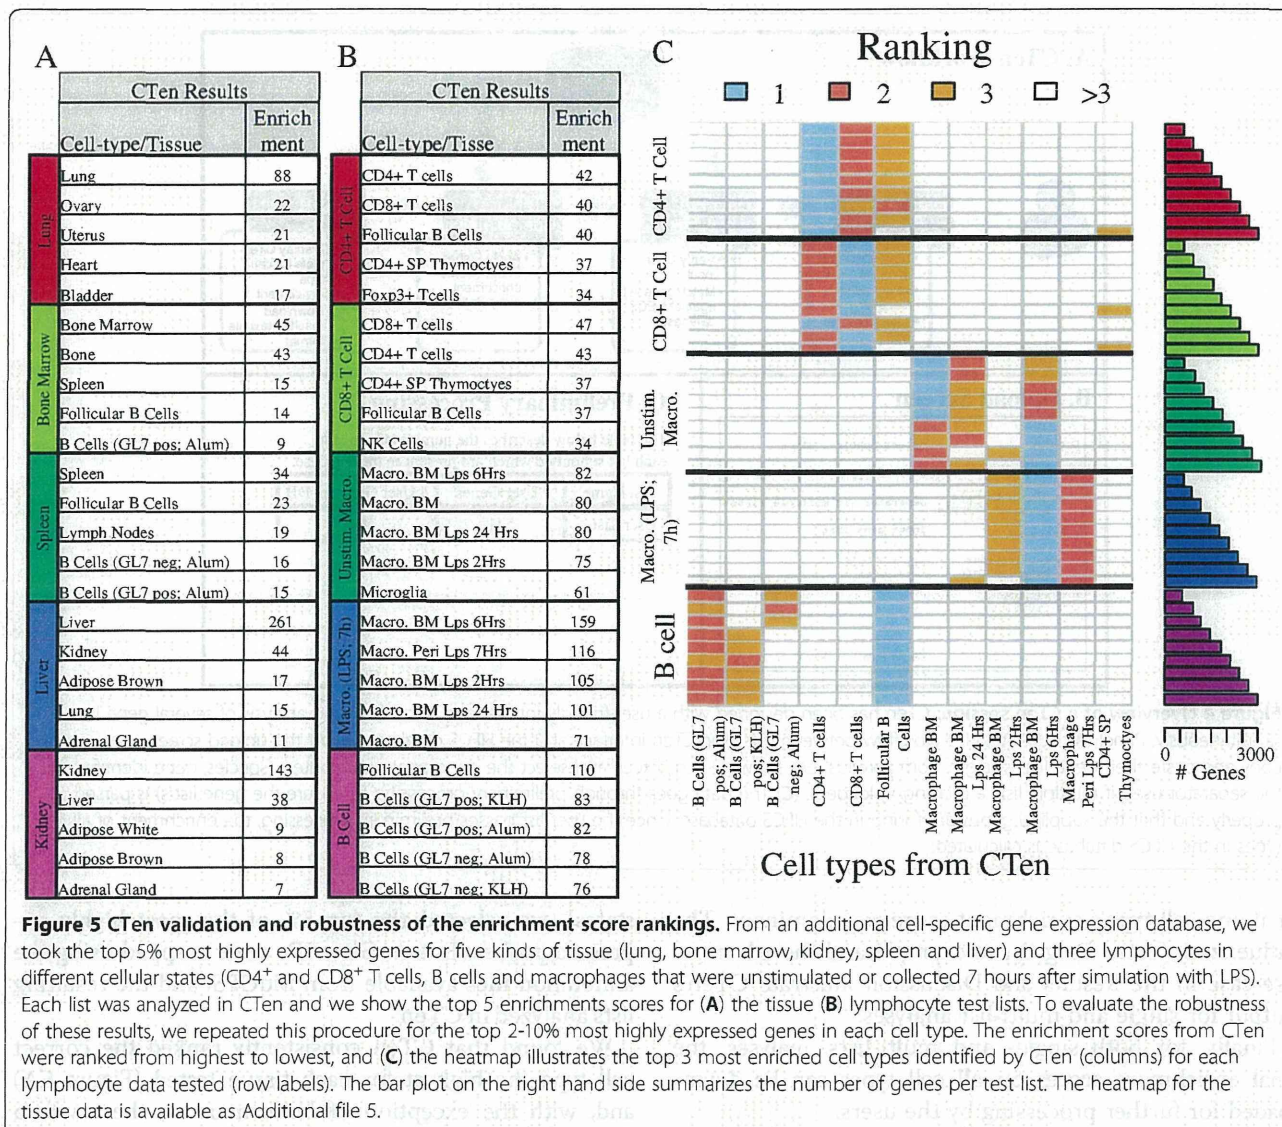 A
CTen Results
Cell-type/Tissue Enrich ment
Lung
Lung 88
Ovary 22
Uterus 21
Heart 21
Bladder 17
Bone Marrow
Bone Marrow 45
Bone 43
Spleen 15
Follicular B Cells 14
B Cells (GL7 pos; Alum) 9
Spleen
Spleen 34
Follicular B Cells 23
Lymph Nodes 19
B Cells (GL7 neg; Alum) 16
B Cells (GL7 pos; Alum) 15
Liver
Liver 261
Kidney 44
Adipose Brown 17
Lung 15
Adrenal Gland 11
Kidney
Kidney 143
Liver 38
Adipose White 9
Adipose Brown 8
Adrenal Gland 7
B
CTen Results
Cell-type/Tisse Enrich ment
CD4+ T Cell
CD4+ T cells 42
CD8+ T cells 40
Follicular B Cells 40
CD4+ SP Thymoctyes 37
Foxp3+ Tcells 34
CD8+ T Cell
CD8+ T cells 47
CD4+ T cells 43
CD4+ SP Thymoctyes 37
Follicular B Cells 37
NK Cells 34
Unstim. Macro.
Macro. BM Lps 6Hrs 82
Macro. BM 80
Macro. BM Lps 24 Hrs 80
Macro. BM Lps 2Hrs 75
Microglia 61
Macro. (LPS; 7h)
Macro. BM Lps 6Hrs 159
Macro. Peri Lps 7Hrs 116
Macro. BM Lps 2Hrs 105
Macro. BM Lps 24 Hrs 101
Macro. BM 71
B Cell
Follicular B Cells 110
B Cells (GL7 pos; KLH) 83
B Cells (GL7 pos; Alum) 82
B Cells (GL7 neg; Alum) 78
B Cells (GL7 neg; KLH) 76
C
Ranking
1 2 3 >3
CD4+ T Cell
CD8+ T Cell
Unstim.
Macro.
Macro. (LPS;
7h)
B cell
B Cells (GL7
pos; Alum)
B Cells (GL7
pos; KLH)
B Cells (GL7
neg; Alum)
CD4+ T cells
CD8+ T cells
Follicular B
Cells
Macrophage BM
Macrophage BM
Lps 24 Hrs
Macrophage BM
Lps 2Hrs
Macrophage BM
Lps 6Hrs
Macrophage
Peri Lps 7Hrs
CD4+ SP
Thymoctyes
0 3000
# Genes
Cell types from CTen
Figure 5 CTen validation and robustness of the enrichment score rankings. From an additional cell-specific gene expression database, we
took the top 5% most highly expressed genes for five kinds of tissue (lung, bone marrow, kidney, spleen and liver) and three lymphocytes in
different cellular states (CD4+ and CD8+ T cells, B cells and macrophages that were unstimulated or collected 7 hours after simulation with LPS).
Each list was analyzed in CTen and we show the top 5 enrichments scores for (A) the tissue (B) lymphocyte test lists. To evaluate the robustness
of these results, we repeated this procedure for the top 2-10% most highly expressed genes in each cell type. The enrichment scores from CTen
were ranked from highest to lowest, and (C) the heatmap illustrates the top 3 most enriched cell types identified by CTen (columns) for each
lymphocyte data tested (row labels). The bar plot on the right hand side summarizes the number of genes per test list. The heatmap for the
tissue data is available as Additional file 5.